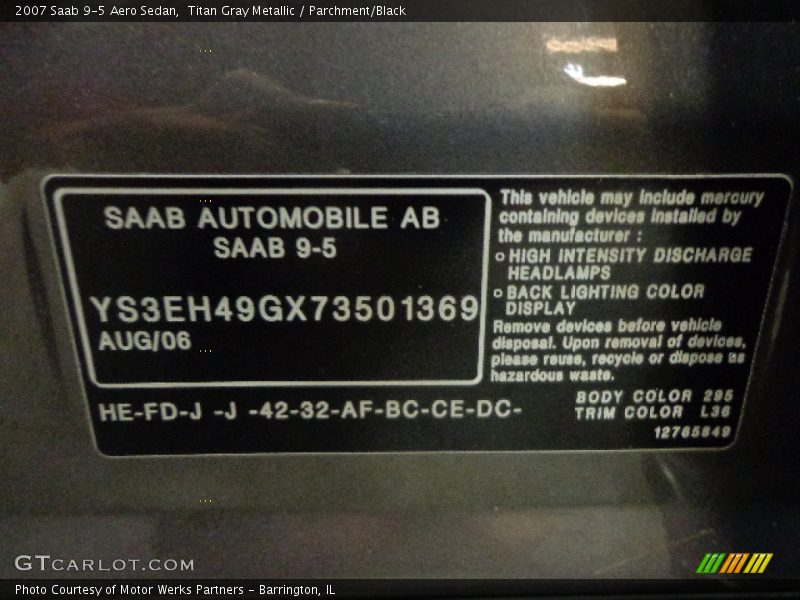 2007 Saab 9-5 Aero Sedan,  Titan Gray Metallic / Parchment/Black
SAAB AUTOMOBILE AB
SAAB 9-5
YS3EH49GX73501369
AUG/06
HE-FD-J -J -42-32-AF-BC-CE-DC-
This vehicle may include mercury
containing devices installed by
the manufacturer :
o HIGH INTENSITY DISCHARGE
HEADLAMPS
o BACK LIGHTING COLOR
DISPLAY
Remove devices before vehicle
disposal. Upon removal of devices,
please reuse, recycle or dispose as
hazardous waste.
BODY COLOR 295
TRIM COLOR L36
12765849
GTCARLOT.COM
Photo Courtesy of Motor Werks Partners - Barrington, IL